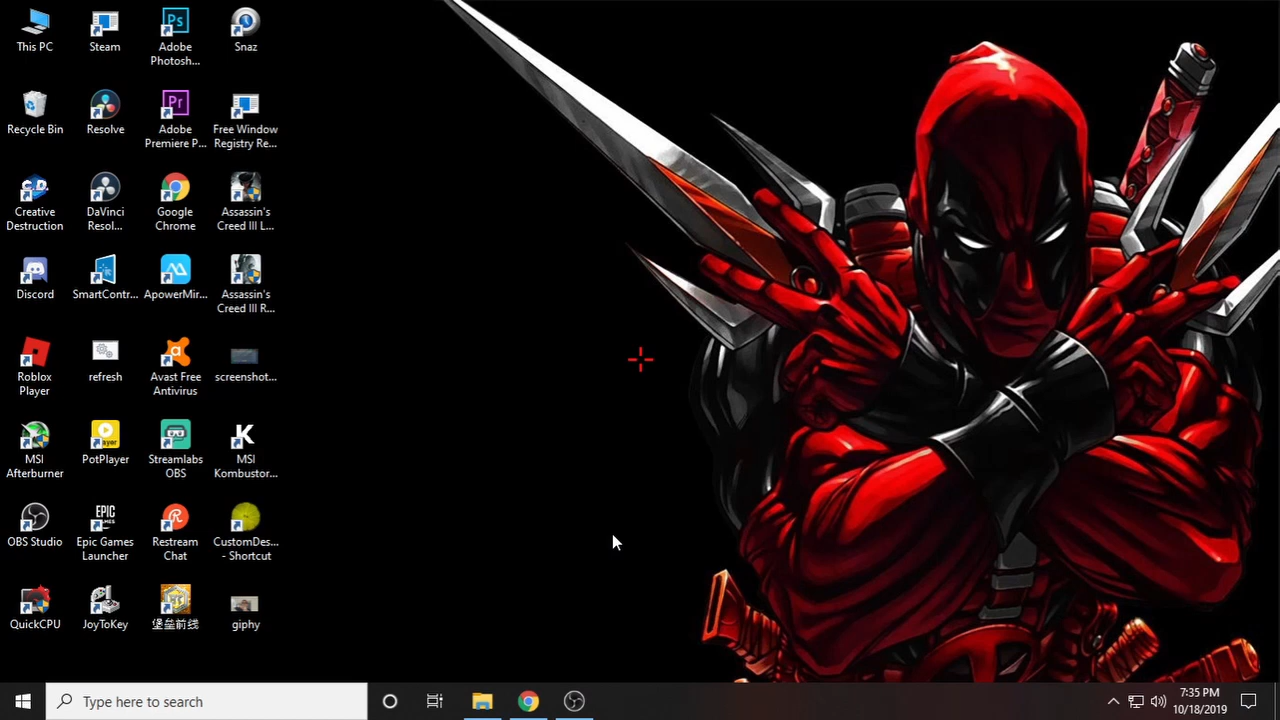 This PC
Steam
Adobe
Photosh...
Snaz
Recycle Bin
Resolve
Adobe
Premiere P...
Free Window
Registry Re...
Creative
Destruction
DaVinci
Resol...
Google
Chrome
Assassin's
Creed III L...
Discord
SmartContr...
ApowerMir...
Assassin's
Creed III R...
Roblox
Player
refresh
Avast Free
Antivirus
screenshot...
MSI
Afterburner
PotPlayer
Streamlabs
OBS
MSI
Kombustor...
OBS Studio
Epic Games
Launcher
Restream
Chat
CustomDes...
- Shortcut
QuickCPU
JoyToKey
堡垒前线
giphy
Ps
Pr
C.D.
EPIC
Type here to search
7:35 PM
10/18/2019